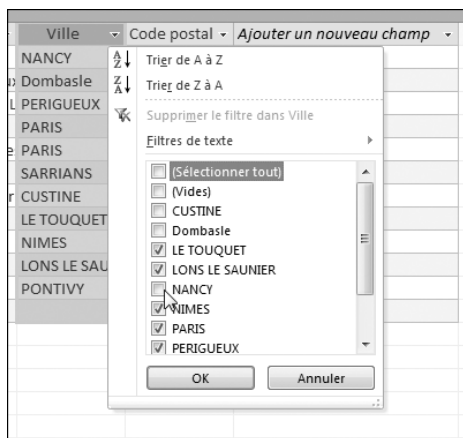 Ville Code postal Ajouter un nouveau champ
NANCY
Dombasle
PERIGUEUX
PARIS
PARIS
SARRIANS
CUSTINE
LE TOUQUET
NIMES
LONS LE SAU
PONTIVY
Trier de A à Z
Trier de Z à A
Supprimer le filtre dans Ville
Filtres de texte
(Sélectionner tout)
(Vides)
CUSTINE
Dombasle
LE TOUQUET
LONS LE SAUNIER
NANCY
NIMES
PARIS
PERIGUEUX
OK Annuler